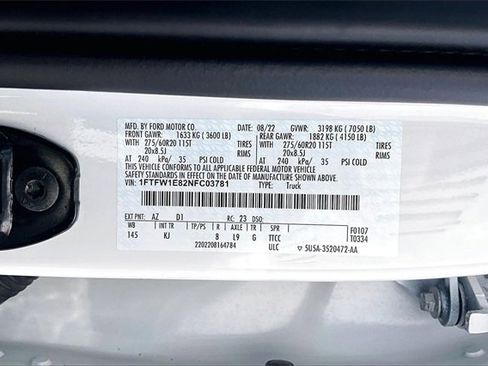 MFD. BY FORD MOTOR CO. DATE: 08/22 GVWR: 3198 KG ( 7050 LB)
FRONT GAWR: 1633 KG ( 3600 LB) REAR GAWR: 1882 KG ( 4150 LB)
WITH 275/60R20 115T TIRES WITH 275/60R20 115T TIRES
20x8.5J RIMS 20x8.5J RIMS
AT 240 kPa/ 35 PSI COLD AT 240 kPa/ 35 PSI COLD
THIS VEHICLE CONFORMS TO ALL APPLICABLE FEDERAL MOTOR VEHICLE
SAFETY STANDARDS IN EFFECT ON THE DATE OF MANUFACTURE SHOWN ABOVE.
VIN: 1FTFW1E82NFC03781 TYPE: Truck
EXT PNT: AZ D1 RC: 23 DSO: F0107
WB INT TR TP/PS R AXLE TR SPR T0334
145 KJ 8 L9 G TTCC
2202208164784 ULC ▽ 5USA-3520472-AA